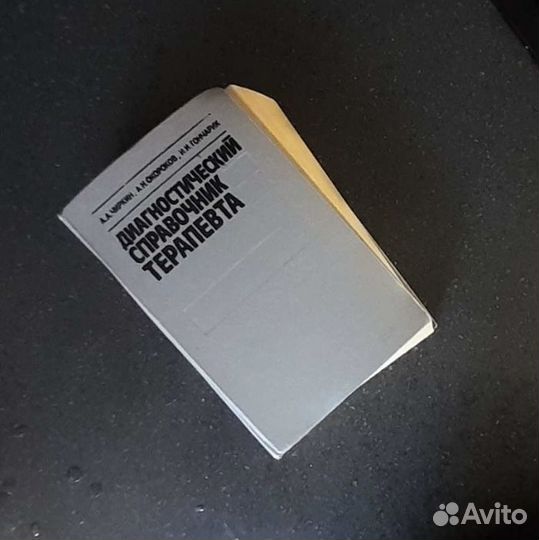 А.А.ЧИРКИН, А.Н.ОКОРОКОВ, И.И.ГОНЧАРИК
ДИАГНОСТИЧЕСКИЙ
СПРАВОЧНИК
ТЕРАПЕВТА
Avito